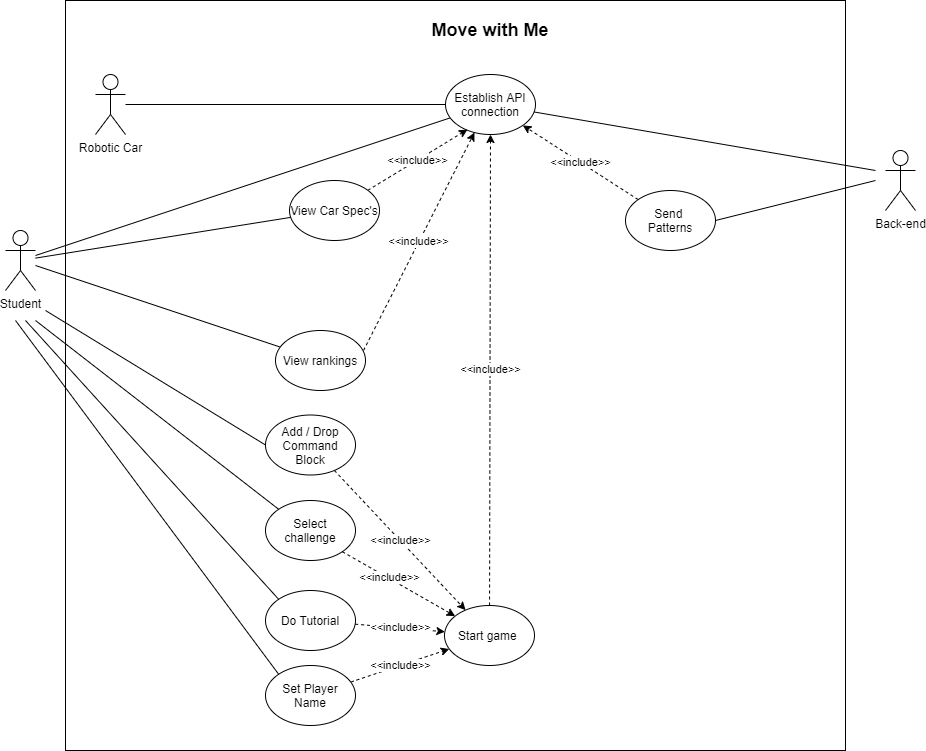 Move with Me
Establish API
connection
Robotic Car
<<include>>
<<include>>
View Car Spec's
Send
Patterns
Back-end
<<include>>
Student
View rankings
<<include>>
Add / Drop
Command
Block
Select
challenge
<<include>>
<<include>>
Do Tutorial
<<include>>
Start game
<<include>>
Set Player
Name